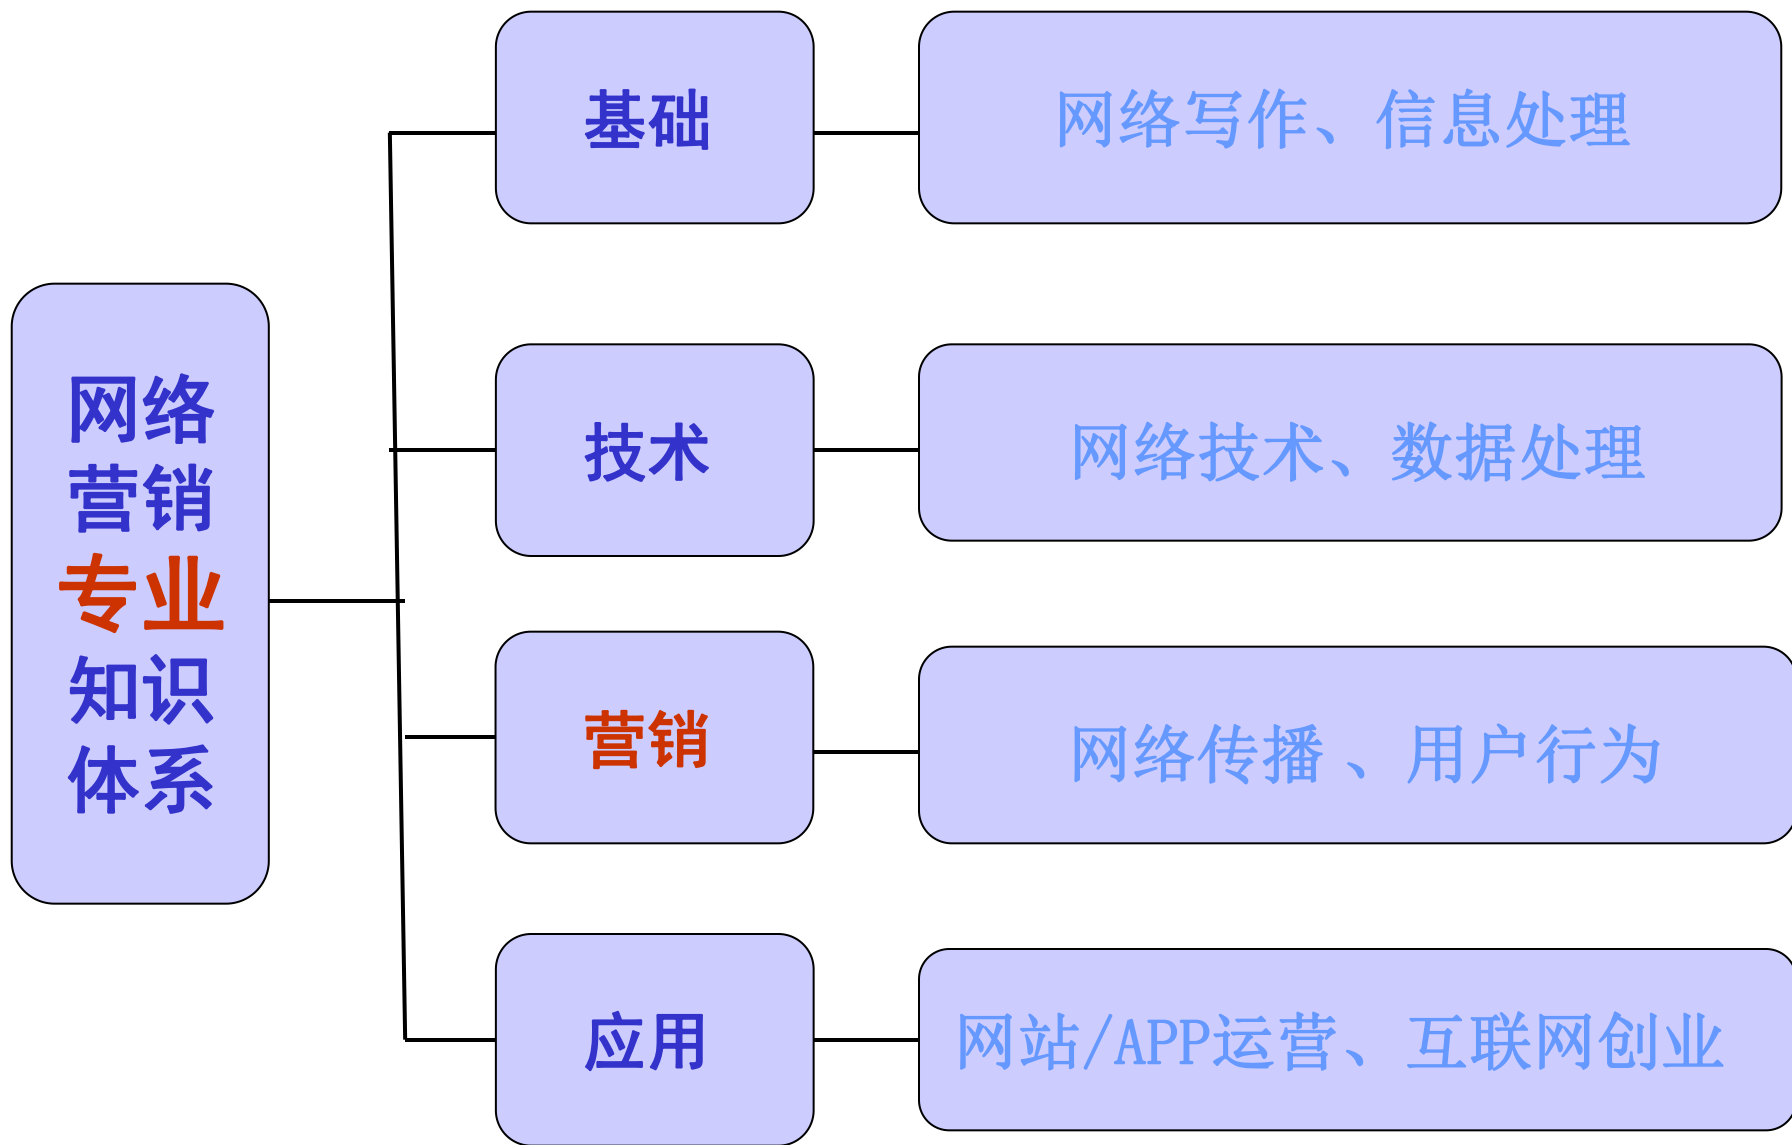 网络
营销
专业
知识
体系
基础
网络写作、信息处理
技术
网络技术、数据处理
营销
网络传播 、用户行为
应用
网站/APP运营、互联网创业